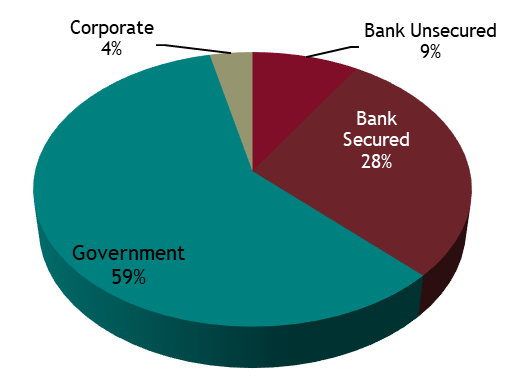 Corporate
4%
Bank Unsecured
9%
Bank
Secured
28%
Government
59%